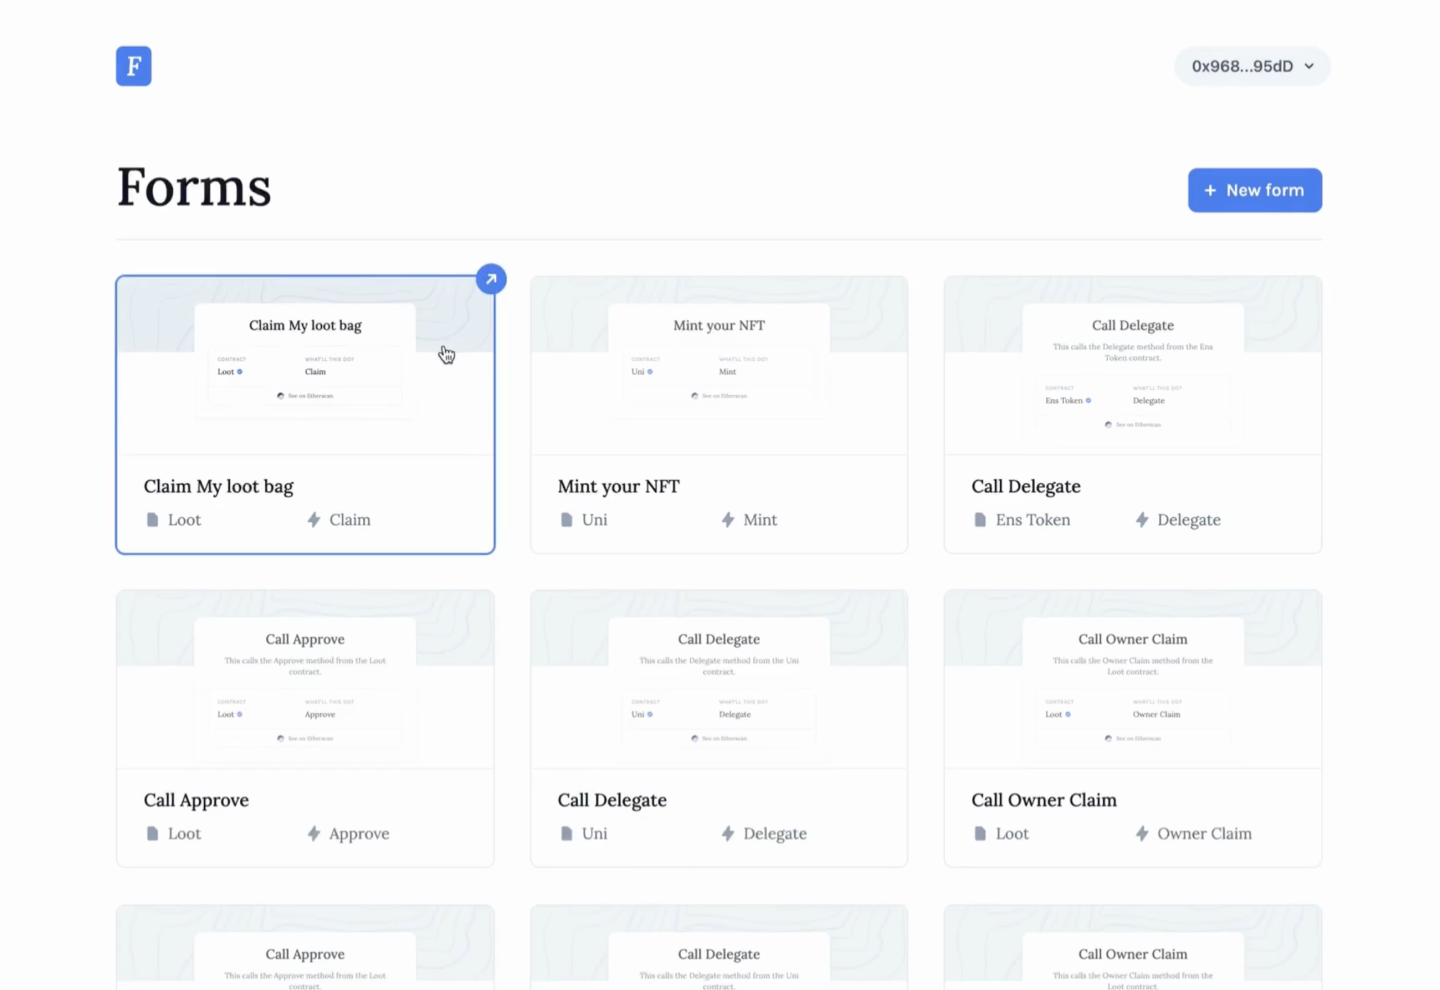 F
0x968...95dD
Forms
+ New form
Claim My loot bag
CONTRACT WHAT'LL THIS DO?
Loot Claim
See on Etherscan
Claim My loot bag
Loot Claim
Mint your NFT
CONTRACT WHAT'LL THIS DO?
Uni Mint
See on Etherscan
Mint your NFT
Uni Mint
Call Delegate
This calls the Delegate method from the Ens
Token contract.
CONTRACT WHAT'LL THIS DO?
Ens Token Delegate
See on Etherscan
Call Delegate
Ens Token Delegate
Call Approve
This calls the Approve method from the Loot
contract.
CONTRACT WHAT'LL THIS DO?
Loot Approve
See on Etherscan
Call Approve
Loot Approve
Call Delegate
This calls the Delegate method from the Uni
contract.
CONTRACT WHAT'LL THIS DO?
Uni Delegate
See on Etherscan
Call Delegate
Uni Delegate
Call Owner Claim
This calls the Owner Claim method from the
Loot contract.
CONTRACT WHAT'LL THIS DO?
Loot Owner Claim
See on Etherscan
Call Owner Claim
Loot Owner Claim
Call Approve
This calls the Approve method from the Loot
contract.
Call Delegate
This calls the Delegate method from the Uni
contract.
Call Owner Claim
This calls the Owner Claim method from the
Loot contract.